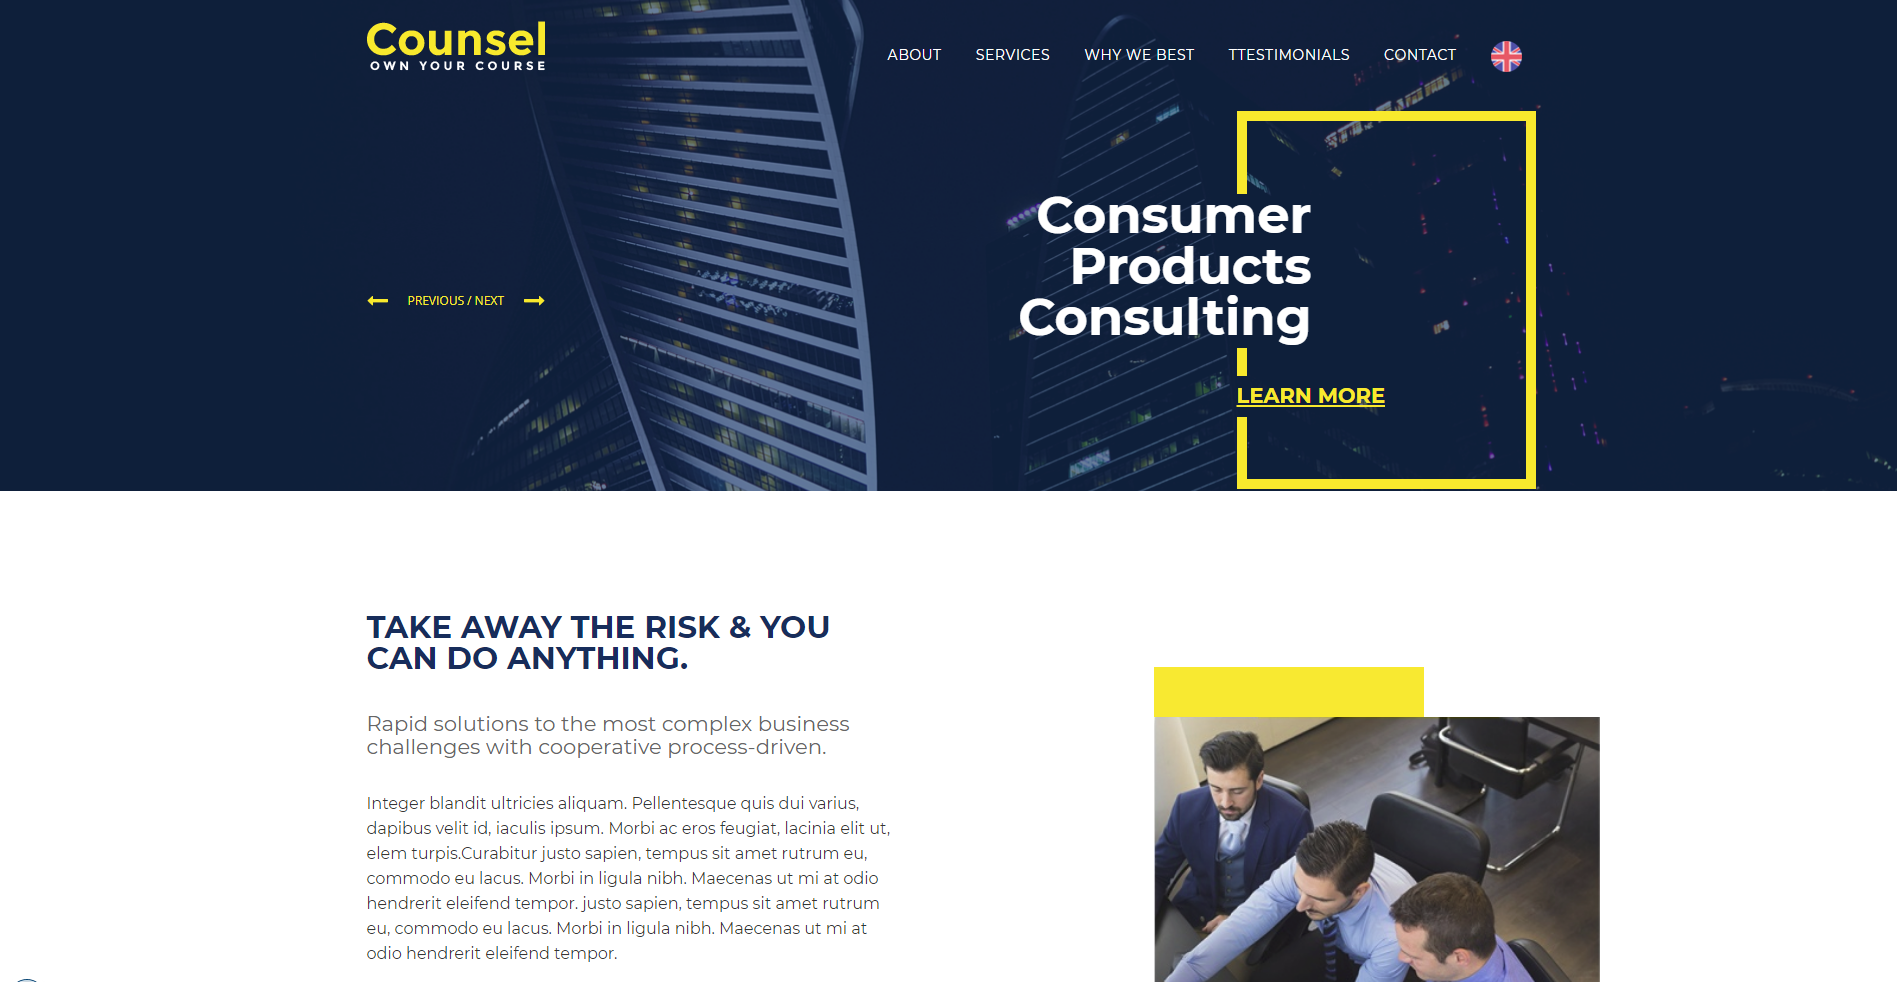 Counsel
OWN YOUR COURSE
ABOUT
SERVICES
WHY WE BEST
TTESTIMONIALS
CONTACT
Consumer
Products
Consulting
PREVIOUS / NEXT
LEARN MORE
TAKE AWAY THE RISK & YOU
CAN DO ANYTHING.
Rapid solutions to the most complex business
challenges with cooperative process-driven.
Integer blandit ultricies aliquam. Pellentesque quis dui varius,
dapibus velit id, iaculis ipsum. Morbi ac eros feugiat, lacinia elit ut,
elem turpis.Curabitur justo sapien, tempus sit amet rutrum eu,
commodo eu lacus. Morbi in ligula nibh. Maecenas ut mi at odio
hendrerit eleifend tempor. justo sapien, tempus sit amet rutrum
eu, commodo eu lacus. Morbi in ligula nibh. Maecenas ut mi at
odio hendrerit eleifend tempor.